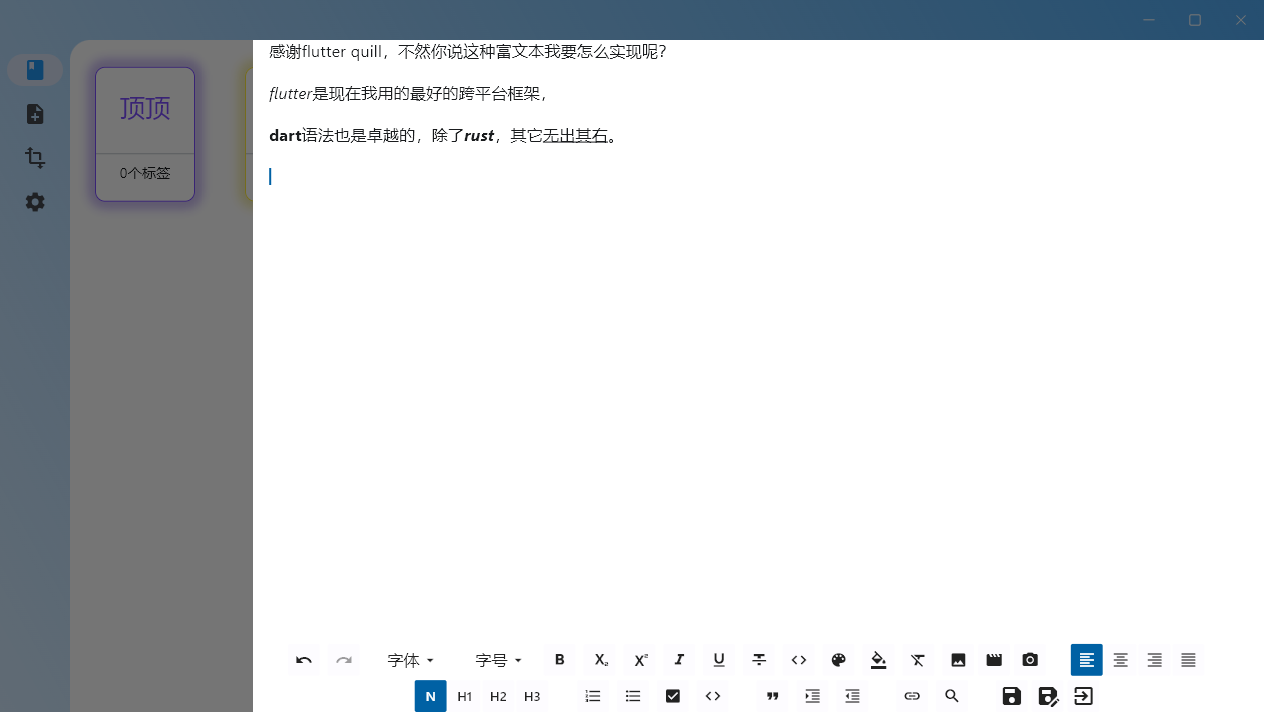 感谢flutter quill，不然你说这种富文本我要怎么实现呢？
flutter是现在我用的最好的跨平台框架，
dart语法也是卓越的，除了rust，其它无出其右。
顶顶
0个标签
字体 字号 B X₂ X² I U
N H1 H2 H3